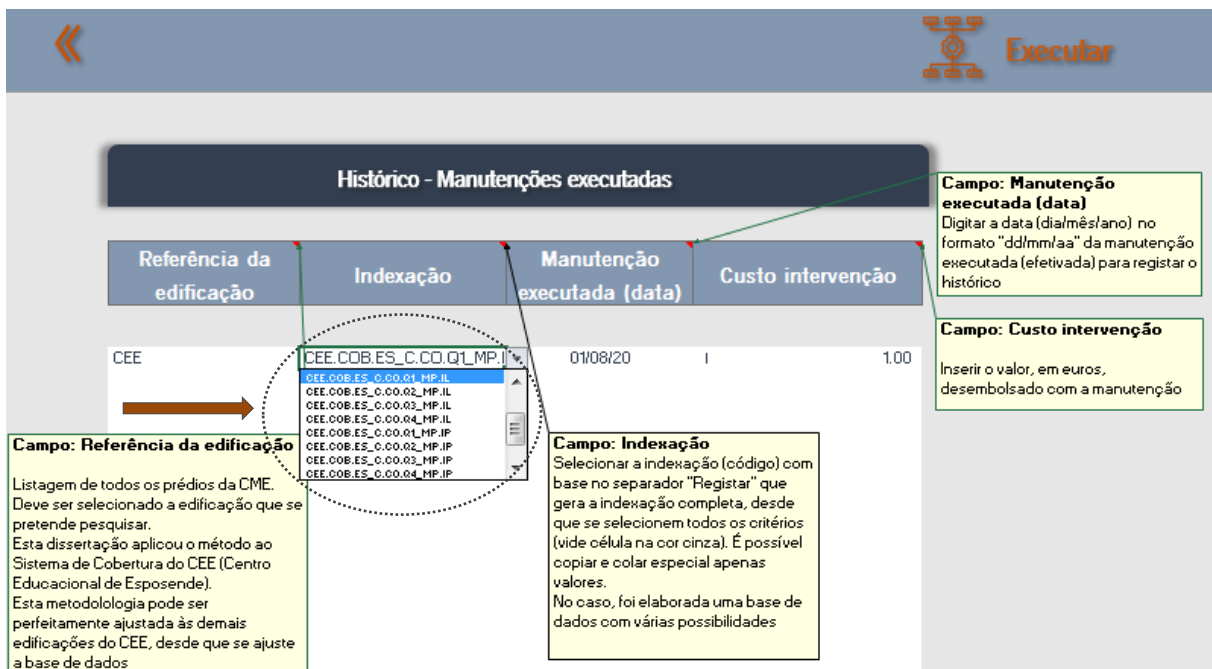 Executar
Histórico - Manutenções executadas
Referência da
edificação
Indexação
Manutenção
executada (data)
Custo intervenção
CEE
CEE.COB.ES_C.CO.Q1_MP.I
01/08/20
1.00
CEE.COB.ES_C.CO.Q1_MP.IL
CEE.COB.ES_C.CO.Q2_MP.IL
CEE.COB.ES_C.CO.Q3_MP.IL
CEE.COB.ES_C.CO.Q4_MP.IL
CEE.COB.ES_C.CO.Q1_MP.IP
CEE.COB.ES_C.CO.Q2_MP.IP
CEE.COB.ES_C.CO.Q3_MP.IP
CEE.COB.ES_C.CO.Q4_MP.IP
Campo: Manutenção
executada (data)
Digitar a data (dia/mês/ano) no
formato "dd/mm/aa" da manutenção
executada (efetivada) para registar o
histórico
Campo: Custo intervenção
Inserir o valor, em euros,
desembolsado com a manutenção
Campo: Referência da edificação
Listagem de todos os prédios da CME.
Deve ser selecionado a edificação que se
pretende pesquisar.
Esta dissertação aplicou o método ao
Sistema de Cobertura do CEE (Centro
Educacional de Esposende).
Esta metodolologia pode ser
perfeitamente ajustada às demais
edificações do CEE, desde que se ajuste
a base de dados
Campo: Indexação
Selecionar a indexação (código) com
base no separador "Registar" que
gera a indexação completa, desde
que se selecionem todos os critérios
(vide célula na cor cinza). É possível
copiar e colar especial apenas
valores.
No caso, foi elaborada uma base de
dados com várias possibilidades